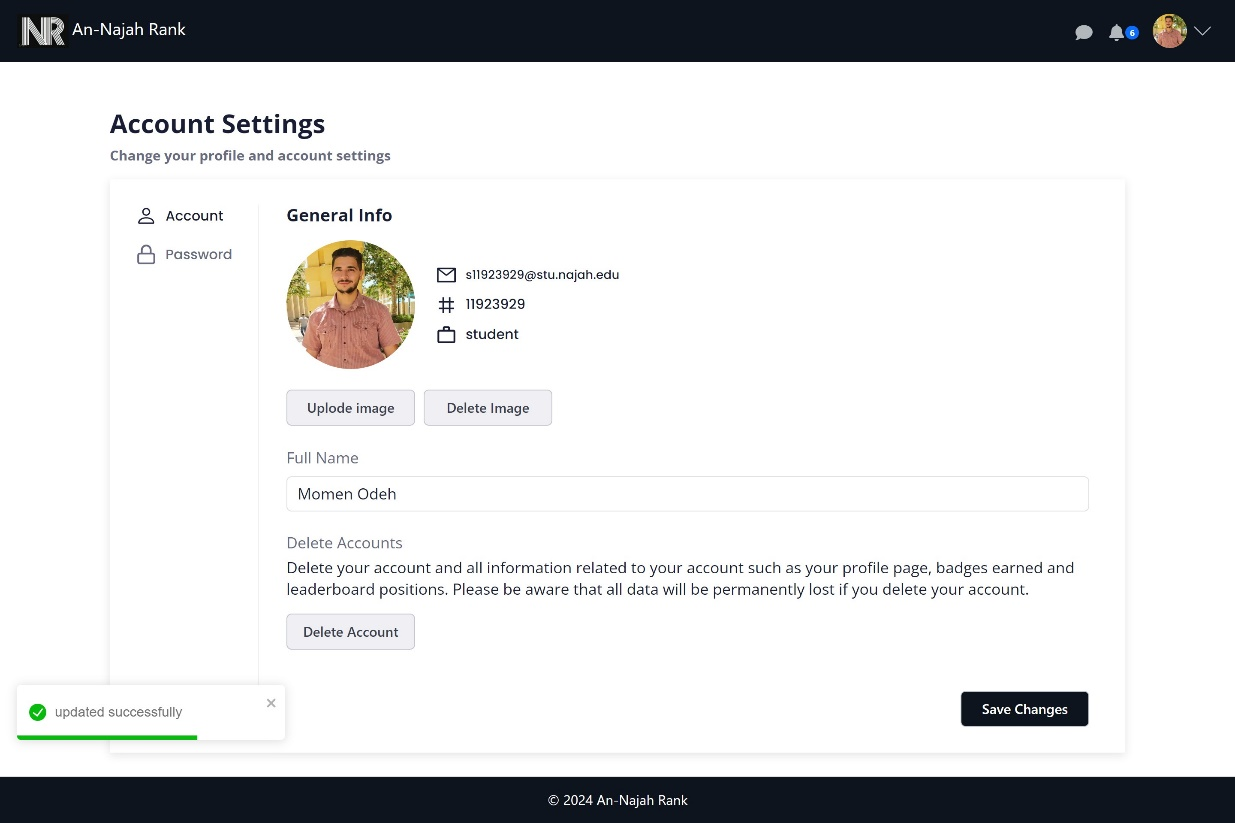 NR An-Najah Rank
6
Account Settings
Change your profile and account settings
Account
Password
General Info
s11923929@stu.najah.edu
11923929
student
Uplode image
Delete Image
Full Name
Momen Odeh
Delete Accounts
Delete your account and all information related to your account such as your profile page, badges earned and
leaderboard positions. Please be aware that all data will be permanently lost if you delete your account.
Delete Account
updated successfully
Save Changes
© 2024 An-Najah Rank